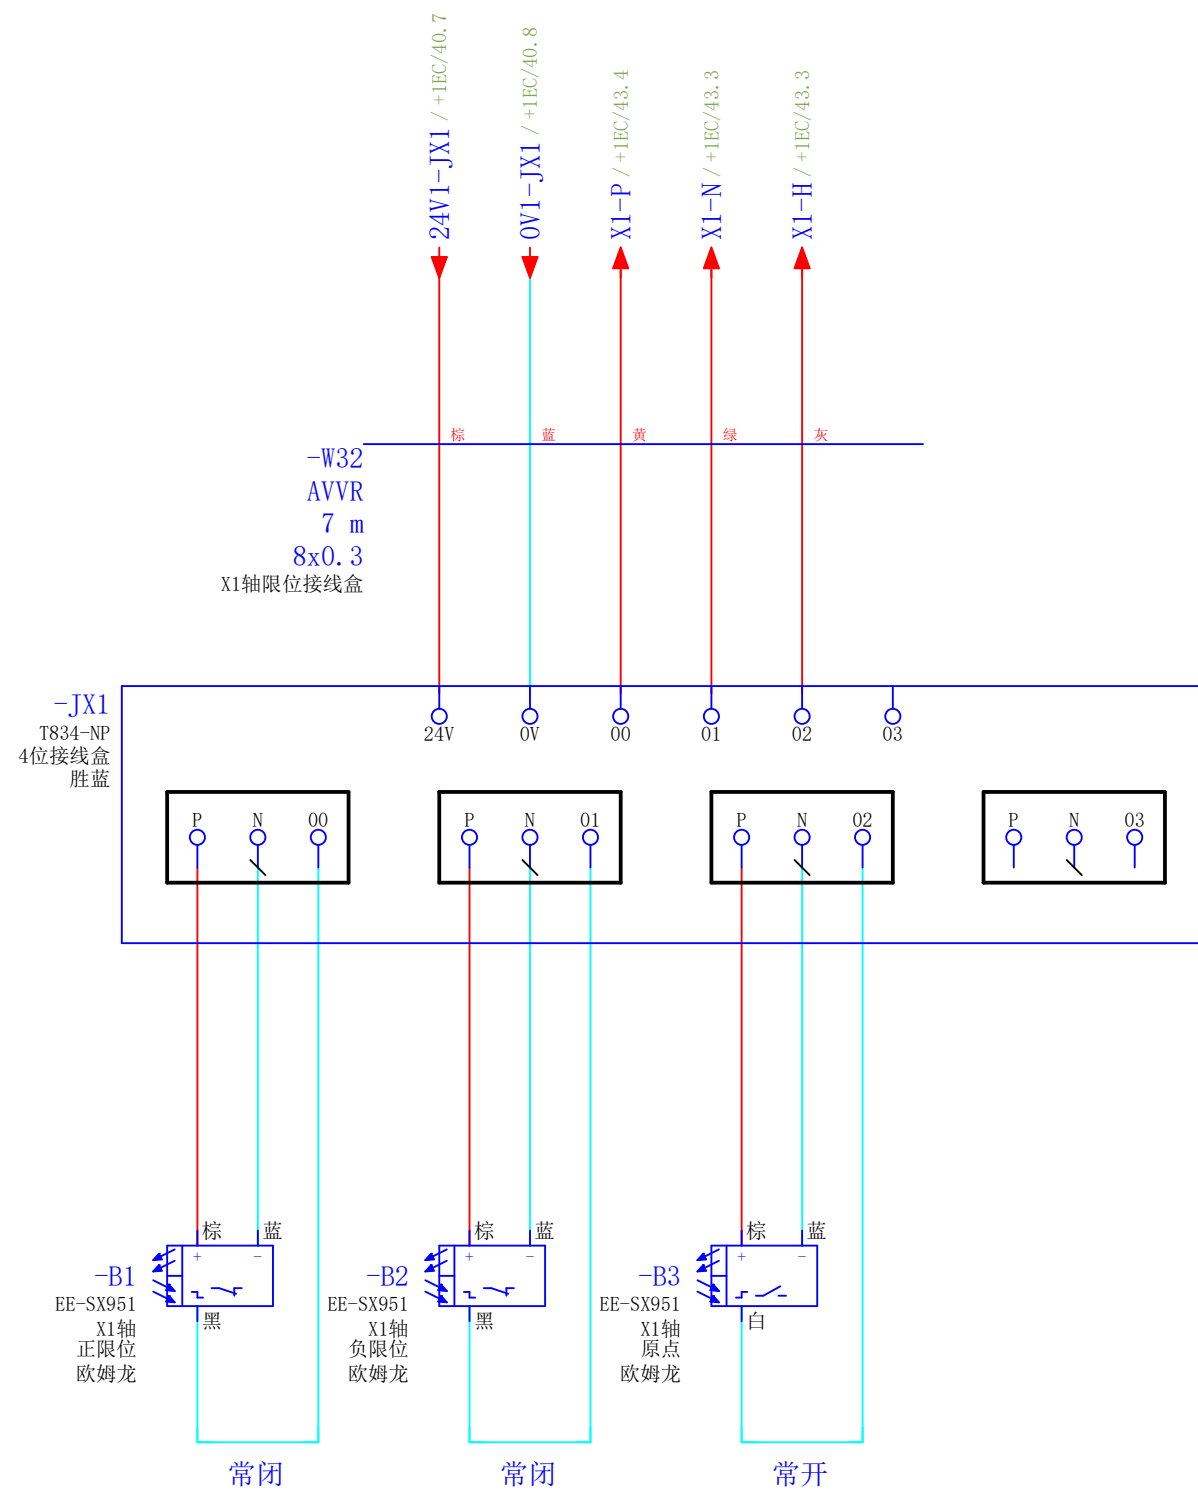 24V1-JX1 / +1EC/40.7
0V1-JX1 / +1EC/40.8
X1-P / +1EC/43.4
X1-N / +1EC/43.3
X1-H / +1EC/43.3
棕 蓝 黄 绿 灰
-W32
AVVR
7 m
8x0.3
X1轴限位接线盒
-JX1
T834-NP
4位接线盒
胜蓝
24V 0V 00 01 02 03
P N 00 P N 01 P N 02 P N 03
棕 蓝 棕 蓝 棕 蓝
+ - + - + -
-B1
EE-SX951
X1轴
正限位
欧姆龙
黑
-B2
EE-SX951
X1轴
负限位
欧姆龙
黑
-B3
EE-SX951
X1轴
原点
欧姆龙
白
常闭 常闭 常开